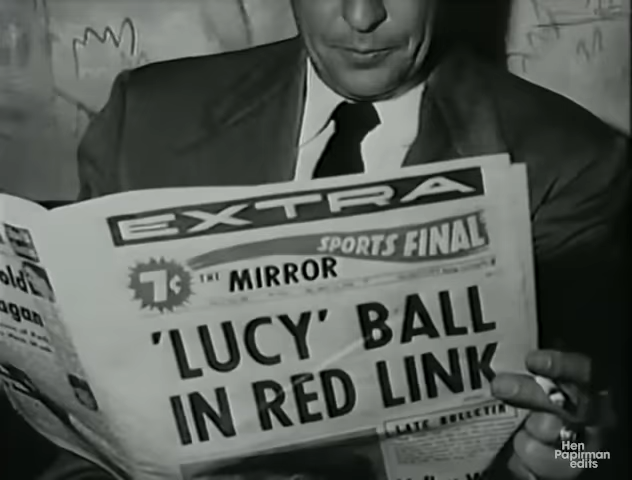 EXTRA
SPORTS FINAL
7¢ THE MIRROR
'LUCY' BALL
IN RED LINK
LATE BULLETIN
old
agan
Hen
Papirman
edits